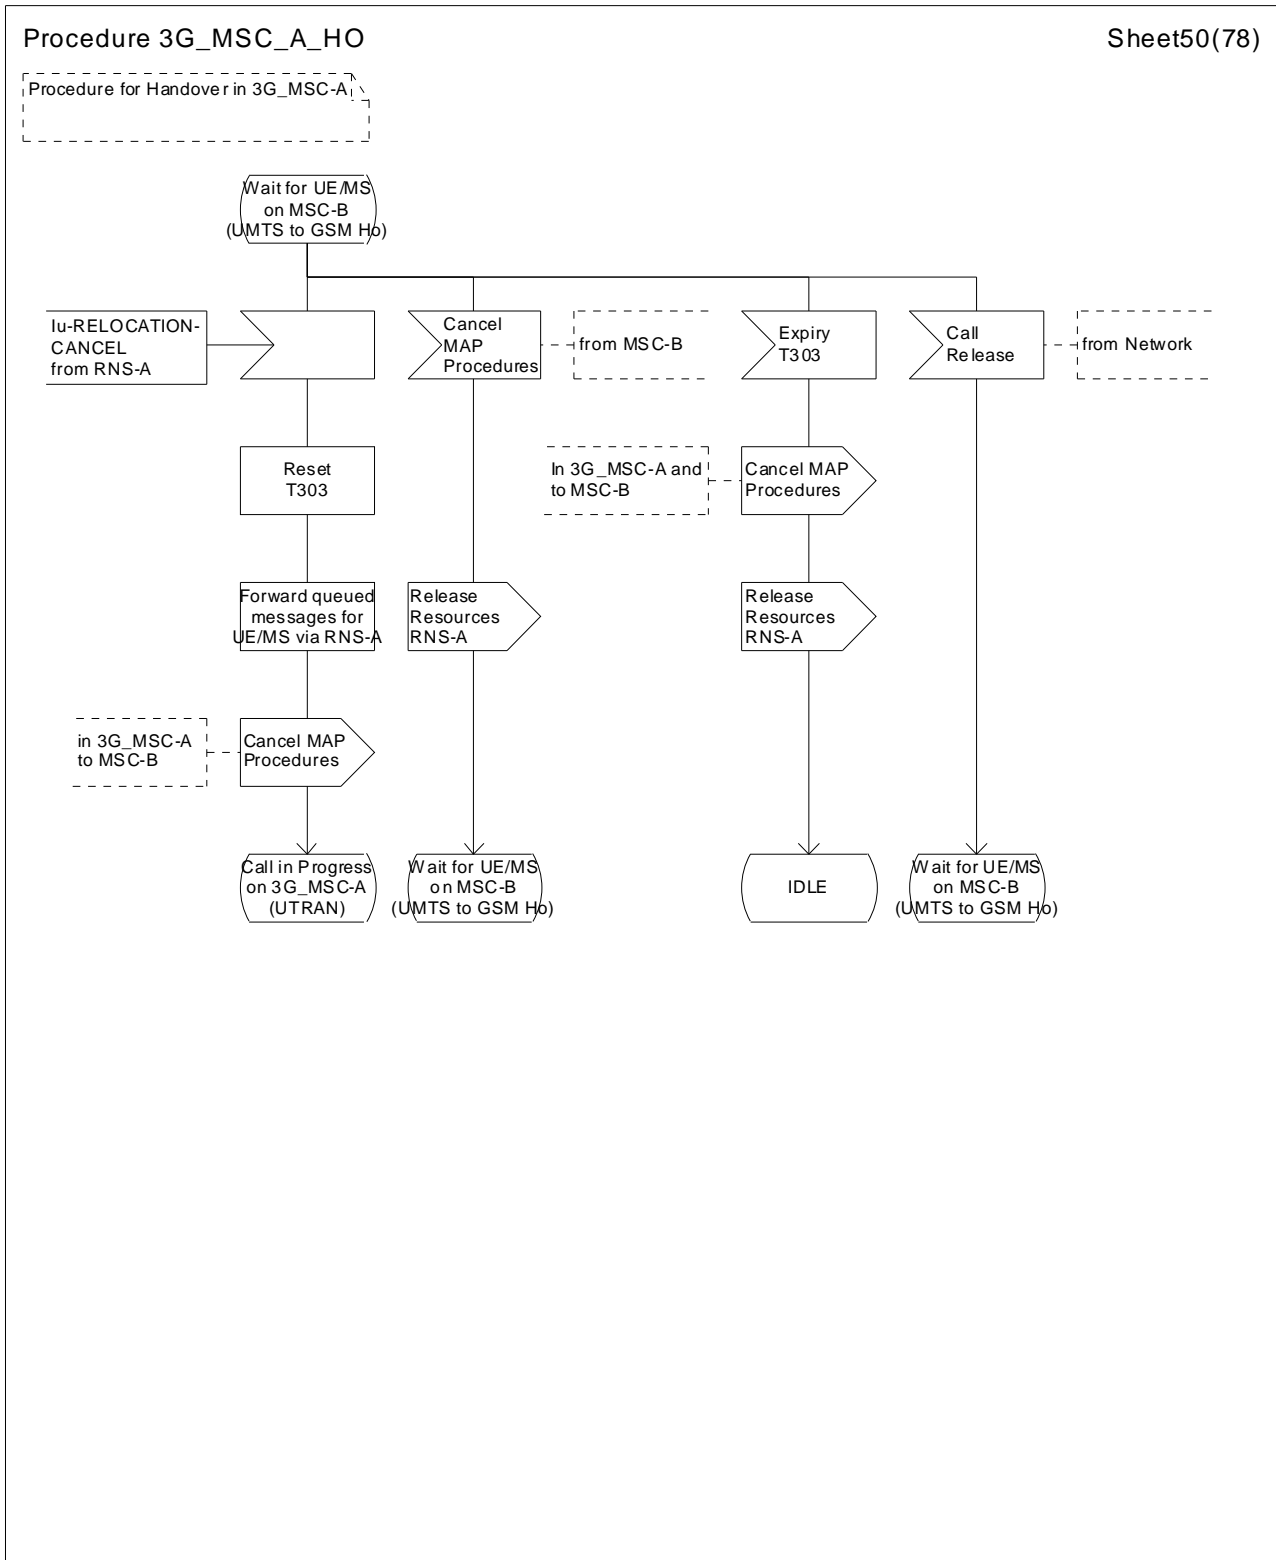 Procedure 3G_MSC_A_HO
Sheet50(78)
Procedure for Handover in 3G_MSC-A
Wait for UE/MS
on MSC-B
(UMTS to GSM Ho)
Iu-RELOCATION-
CANCEL
from RNS-A
Cancel
MAP
Procedures
from MSC-B
Expiry
T303
Call
Release
from Network
Reset
T303
In 3G_MSC-A and
to MSC-B
Cancel MAP
Procedures
Forward queued
messages for
UE/MS via RNS-A
Release
Resources
RNS-A
Release
Resources
RNS-A
in 3G_MSC-A
to MSC-B
Cancel MAP
Procedures
Call in Progress
on 3G_MSC-A
(UTRAN)
Wait for UE/MS
on MSC-B
(UMTS to GSM Ho)
IDLE
Wait for UE/MS
on MSC-B
(UMTS to GSM Ho)